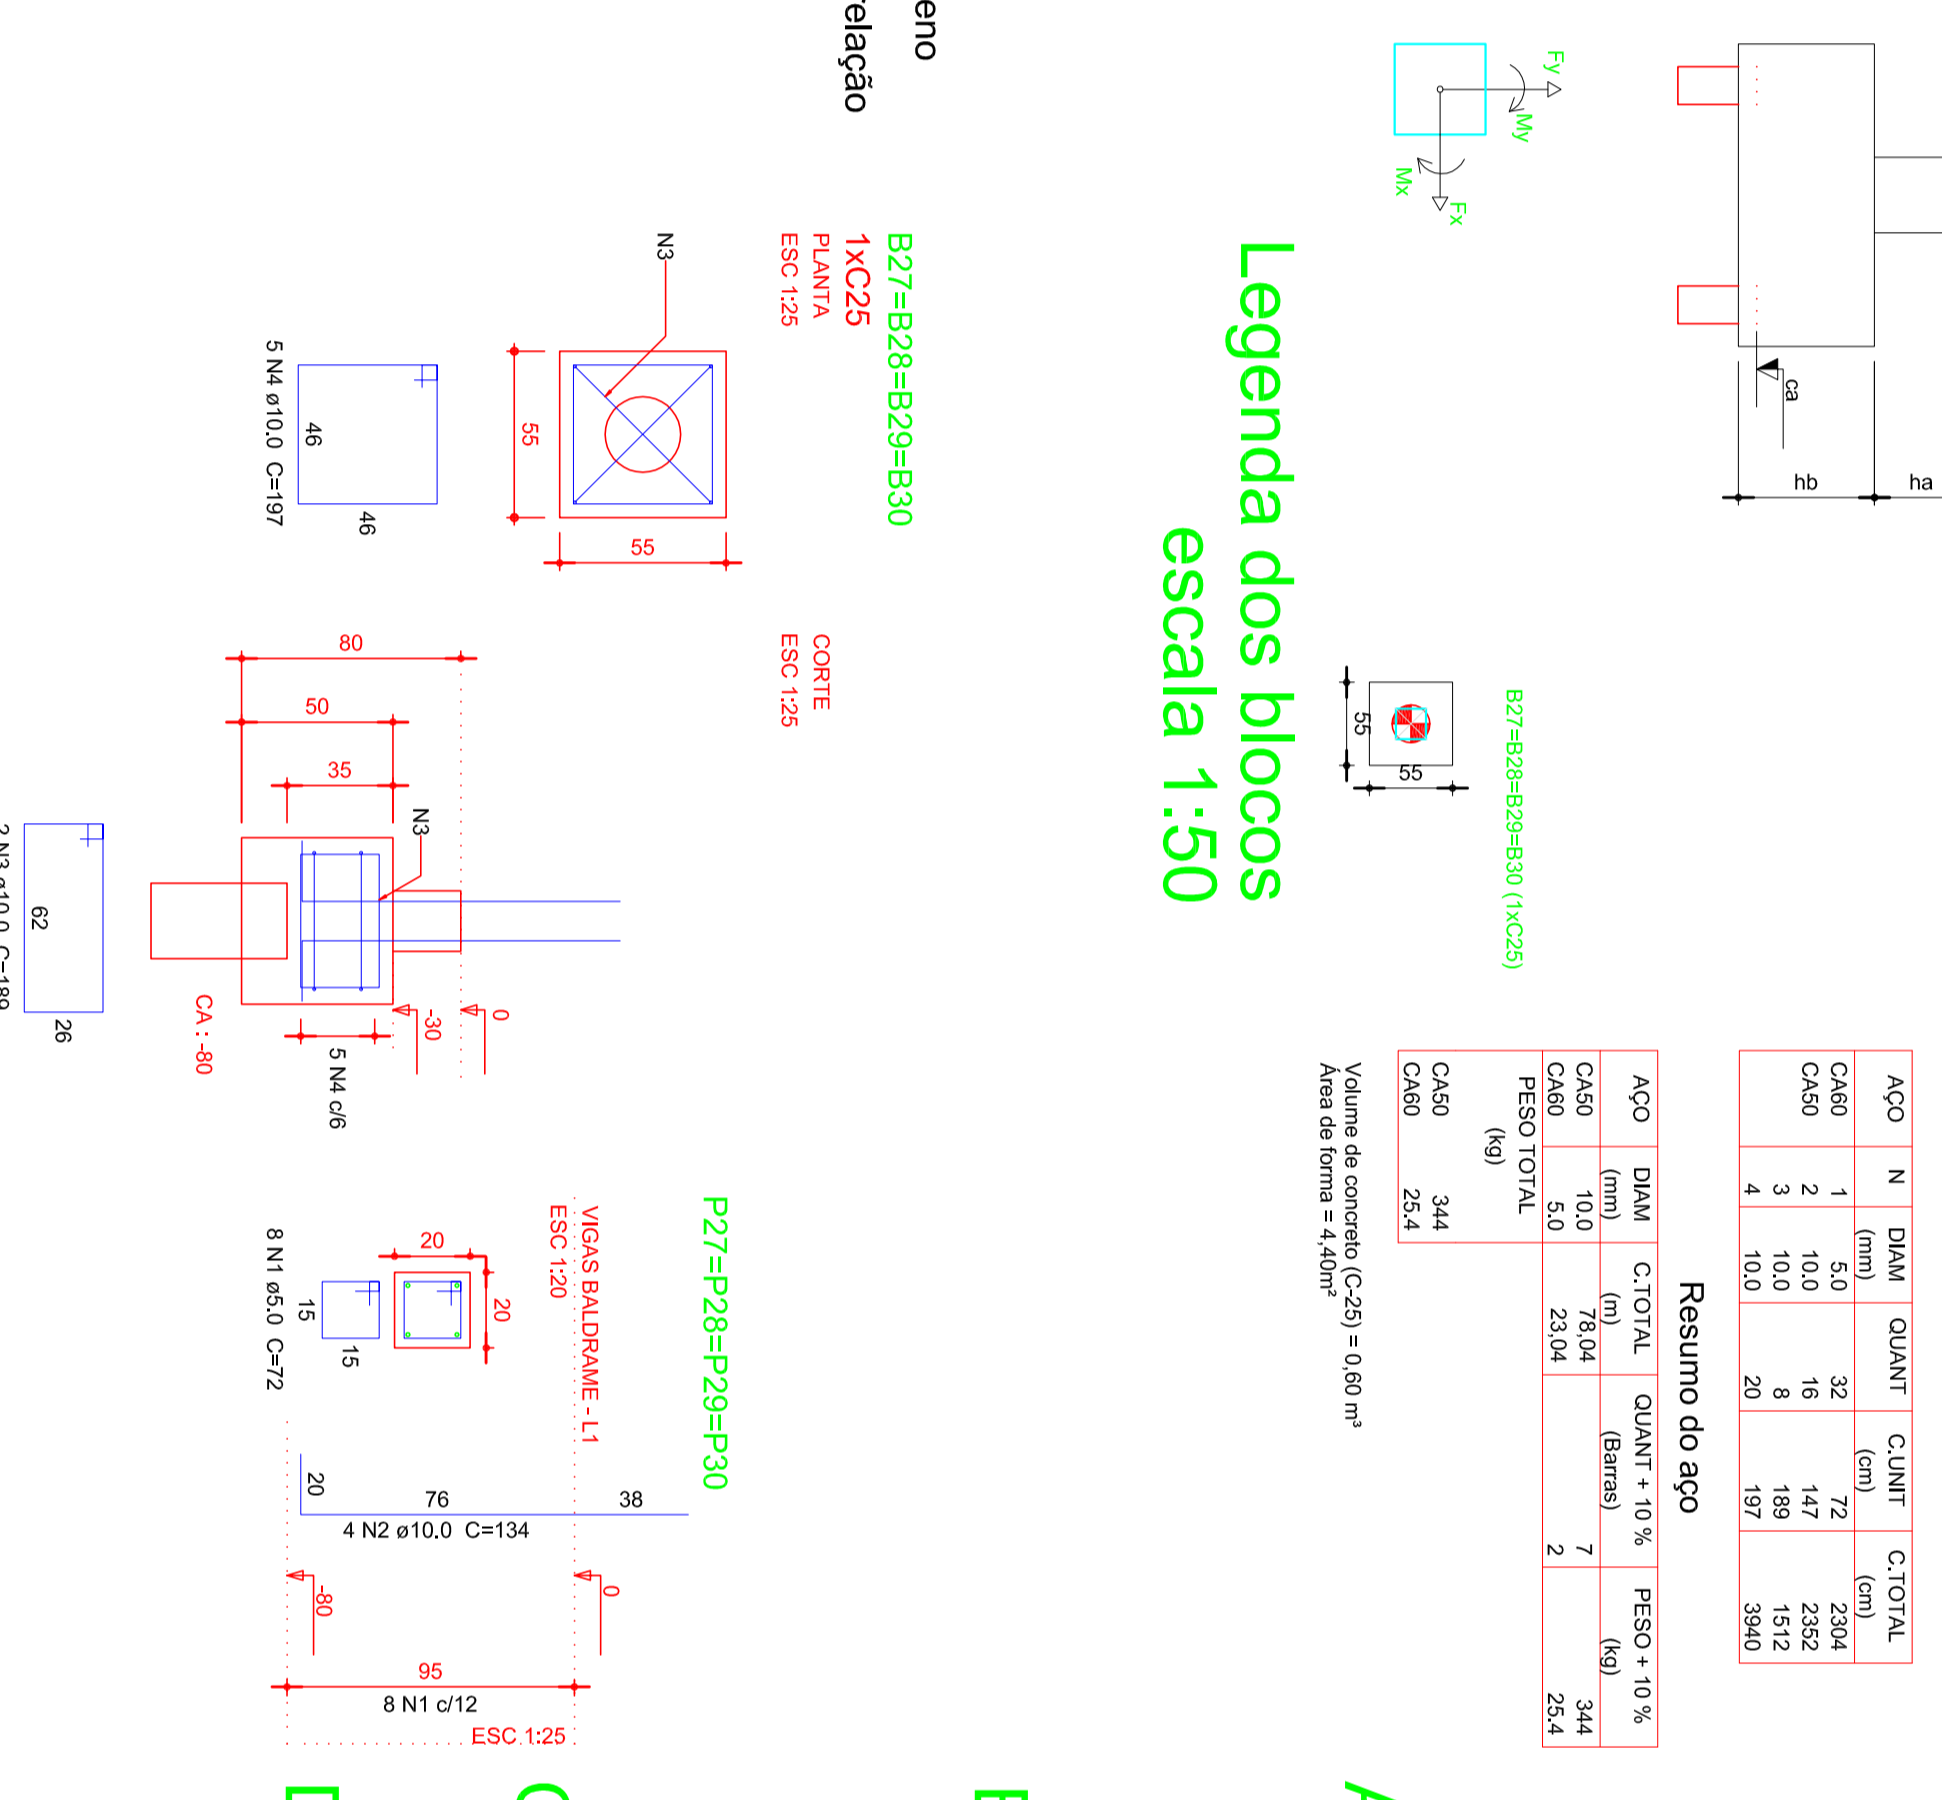 eno
elação
Fy
My
Mx
Fx
ca
hb
ha
Legenda dos blocos
escala 1:50
B27=B28=B29=B30 (1xC25)
55
55
AÇO N DIAM QUANT C.UNIT C.TOTAL
(mm) (cm) (cm)
CA60 1 5.0 32 72 2304
CA50 2 10.0 16 147 2352
3 10.0 8 189 1512
4 10.0 20 197 3940
Resumo do aço
AÇO DIAM C.TOTAL QUANT + 10 % PESO + 10 %
(mm) (m) (Barras) (kg)
CA50 10.0 78,04 7 344
CA60 5.0 23,04 2 25.4
PESO TOTAL
(kg)
CA50 344
CA60 25.4
Volume de concreto (C-25) = 0,60 m³
Área de forma = 4,40m²
B27=B28=B29=B30
1xC25
PLANTA
ESC 1:25
N3
55
55
46
46
5 N4 ø10.0 C=197
CORTE
ESC 1:25
80
50
35
N3
0
-30
5 N4 c/6
CA : -80
62
26
2 N3 ø10.0 C=189
P27=P28=P29=P30
VIGAS BALDRAME - L1
ESC 1:20
20
20
15
15
8 N1 ø5.0 C=72
38
76
20
4 N2 ø10.0 C=134
0
-80
95
8 N1 c/12
ESC 1:25